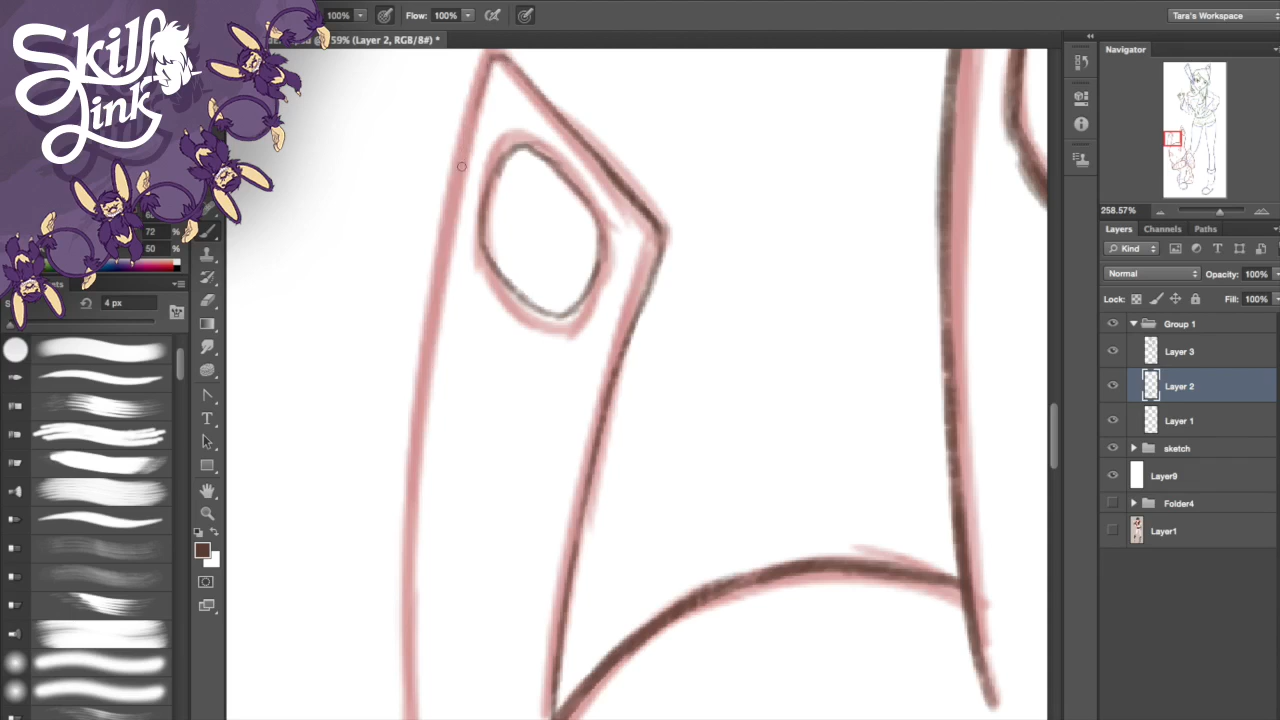 Skill
Link
100%
Flow: 100%
Tara's Workspace
59% (Layer 2, RGB/8#) *
Navigator
258.57%
Layers Channels Paths
Kind
Normal
Opacity: 100%
Lock:
Fill: 100%
Group 1
Layer 3
Layer 2
Layer 1
sketch
Layer9
Folder4
Layer1
72 %
50 %
4 px
T
T